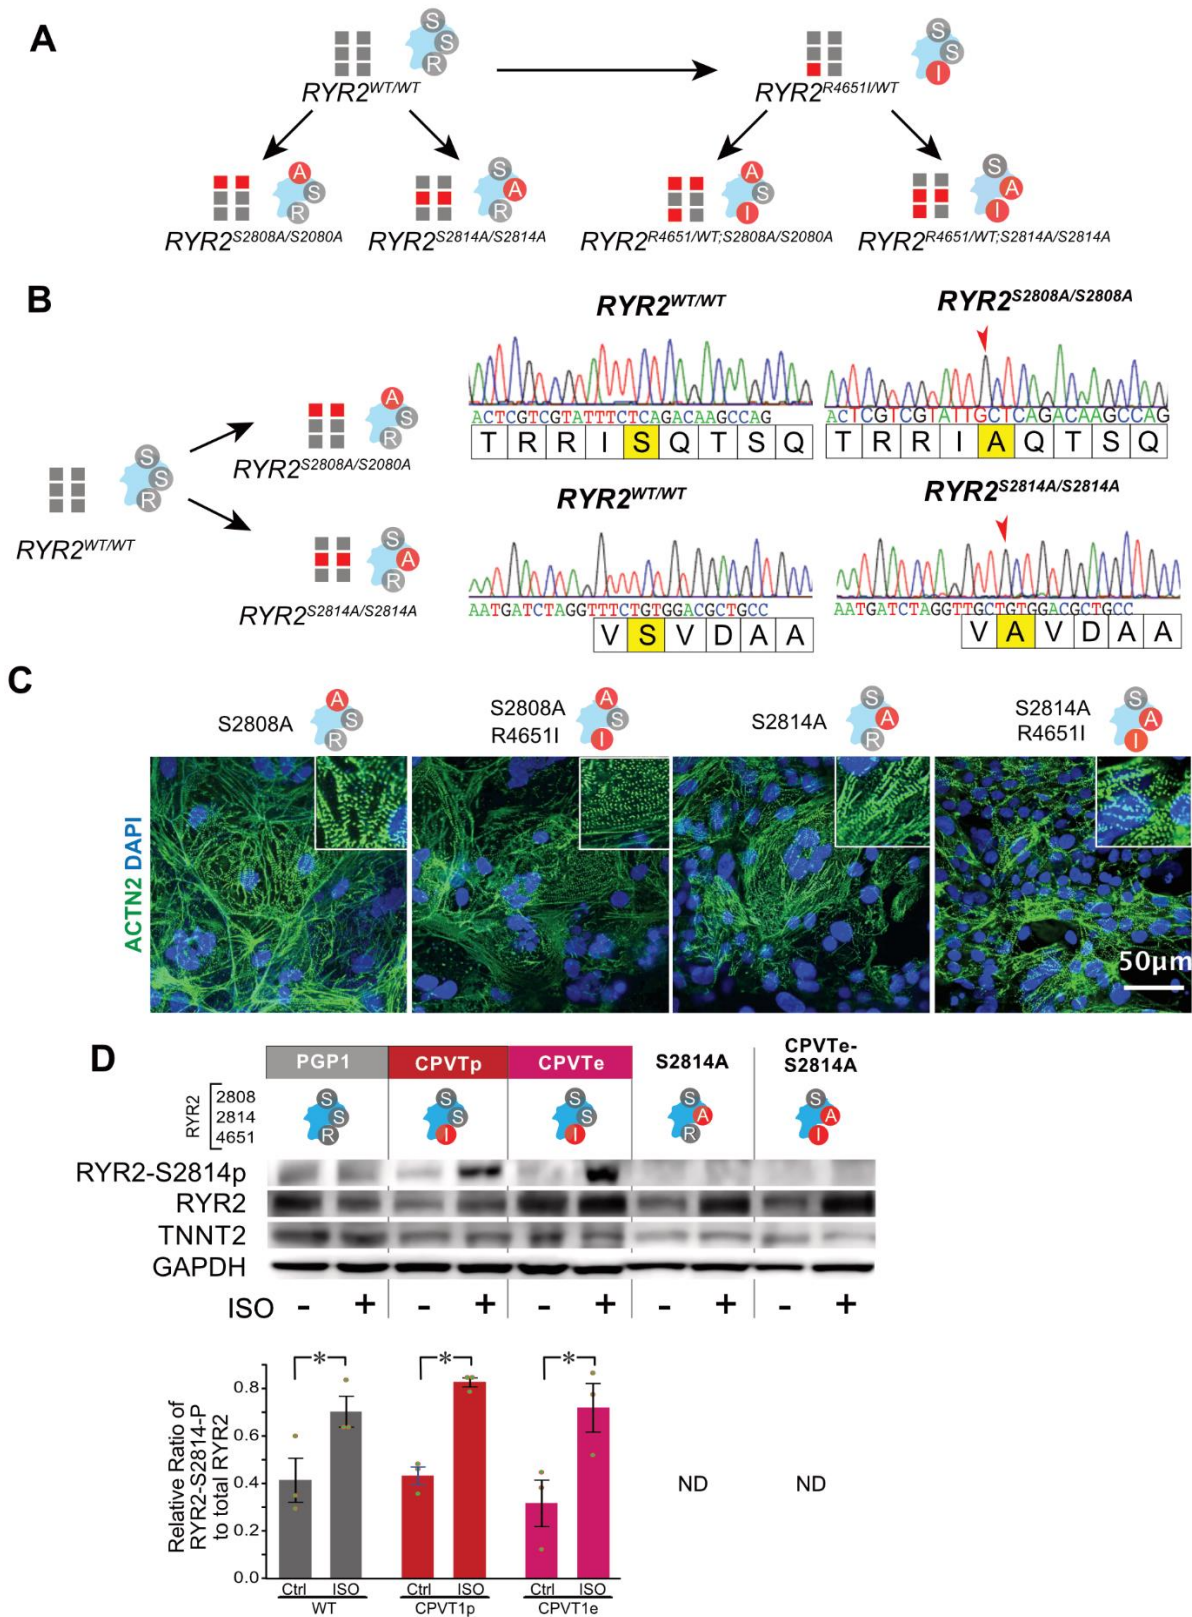 A
S
S
R
RYR2WT/WT
S
S
I
RYR2R4651I/WT
A
S
R
RYR2S2808A/S2080A
S
A
R
RYR2S2814A/S2814A
A
S
I
RYR2R4651/WT;S2808A/S2080A
S
A
I
RYR2R4651/WT;S2814A/S2814A
B
S
S
R
RYR2WT/WT
A
S
R
RYR2S2808A/S2080A
S
A
R
RYR2S2814A/S2814A
RYR2WT/WT
ACTCGTCGTATTTCTCAGACAAGCCAG
T R R I S Q T S Q
RYR2S2808A/S2808A
ACTCGTCGTATTGCTCAGACAAGCCAG
T R R I A Q T S Q
RYR2WT/WT
AATGATCTAGGTTTCTGTGGACGCTGCC
V S V D A A
RYR2S2814A/S2814A
AATGATCTAGGTTGCTGTGGACGCTGCC
V A V D A A
C
S2808A
A
S
R
S2808A
R4651I
A
S
I
S2814A
S
A
R
S2814A
R4651I
S
A
I
ACTN2 DAPI
50µm
D
PGP1 CPVTp CPVTe S2814A CPVTe-
S2814A
RYR2
2808
2814
4651
S
S
R
S
S
I
S
S
I
S
A
R
S
A
I
RYR2-S2814p
RYR2
TNNT2
GAPDH
ISO - + - + - + - + - +
Relative Ratio of
RYR2-S2814-P
to total RYR2
0.8
0.6
0.4
0.2
0.0
* * *
ND ND
Ctrl ISO Ctrl ISO Ctrl ISO
WT CPVT1p CPVT1e